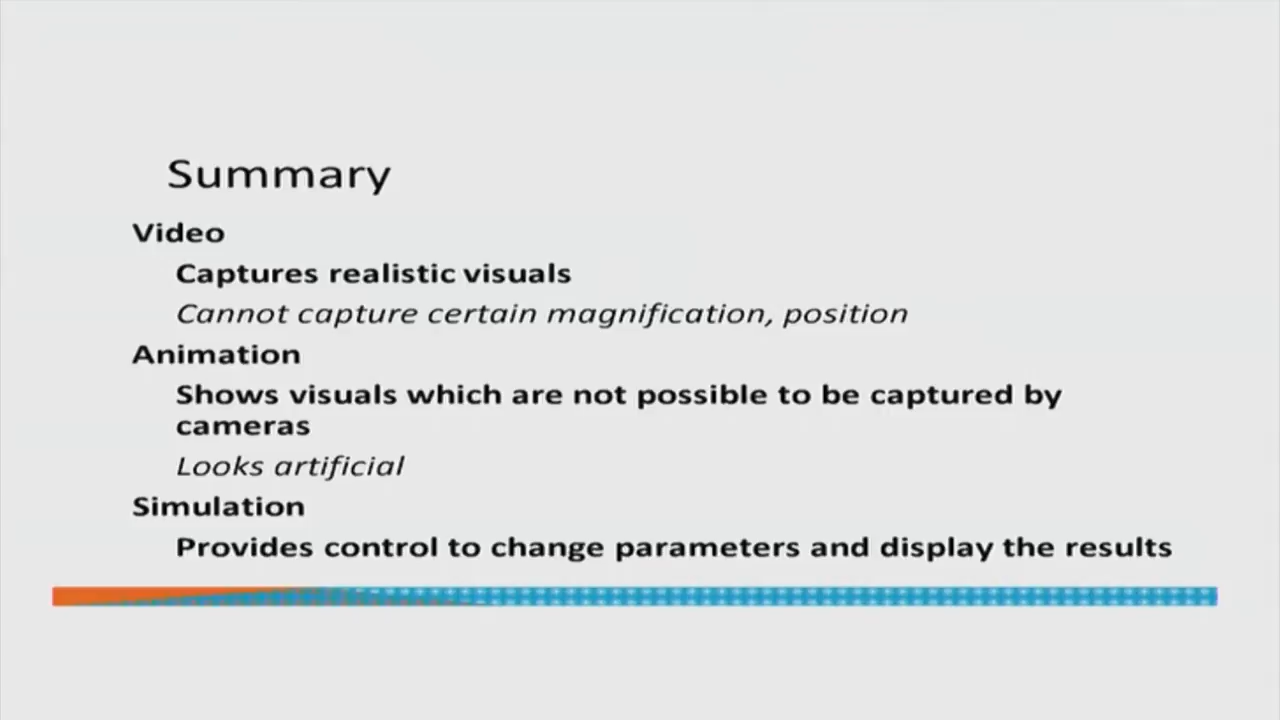 Summary
Video
Captures realistic visuals
Cannot capture certain magnification, position
Animation
Shows visuals which are not possible to be captured by
cameras
Looks artificial
Simulation
Provides control to change parameters and display the results